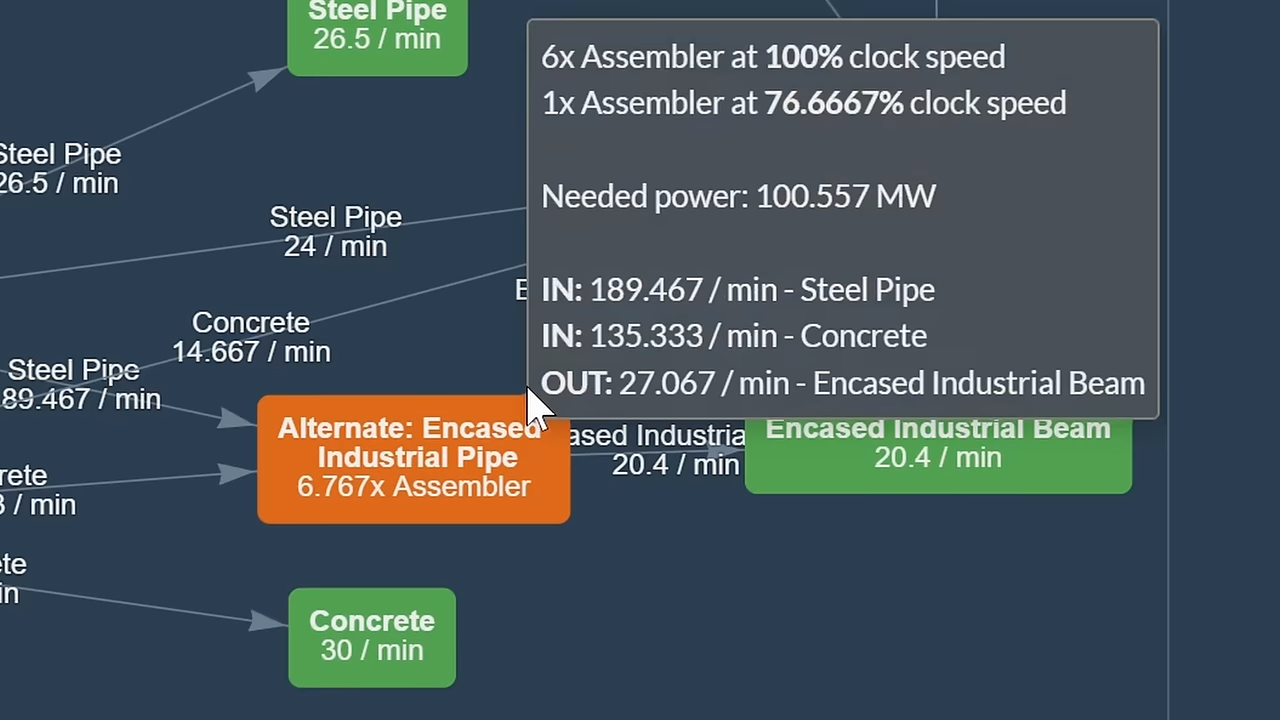 Steel Pipe
26.5 / min
6x Assembler at 100% clock speed
1x Assembler at 76.6667% clock speed
Needed power: 100.557 MW
IN: 189.467 / min - Steel Pipe
IN: 135.333 / min - Concrete
OUT: 27.067 / min - Encased Industrial Beam
Steel Pipe
26.5 / min
Steel Pipe
24 / min
Concrete
14.667 / min
Steel Pipe
89.467 / min
Alternate: Encased
Industrial Pipe
6.767x Assembler
20.4 / min
Encased Industrial Beam
20.4 / min
Concrete
30 / min